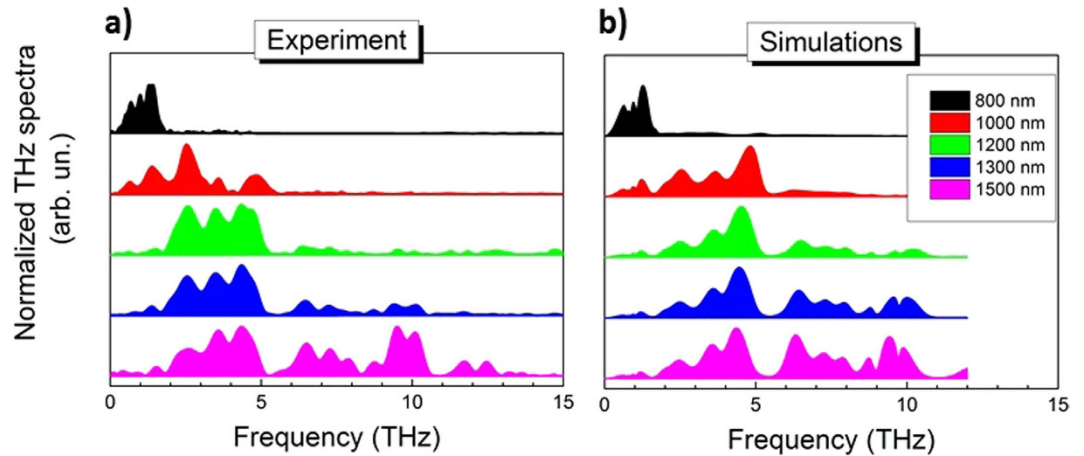 a)
Experiment
b)
Simulations
Normalized THz spectra
(arb. un.)
800 nm
1000 nm
1200 nm
1300 nm
1500 nm
0 5 10 15
0 5 10 15
Frequency (THz)
Frequency (THz)